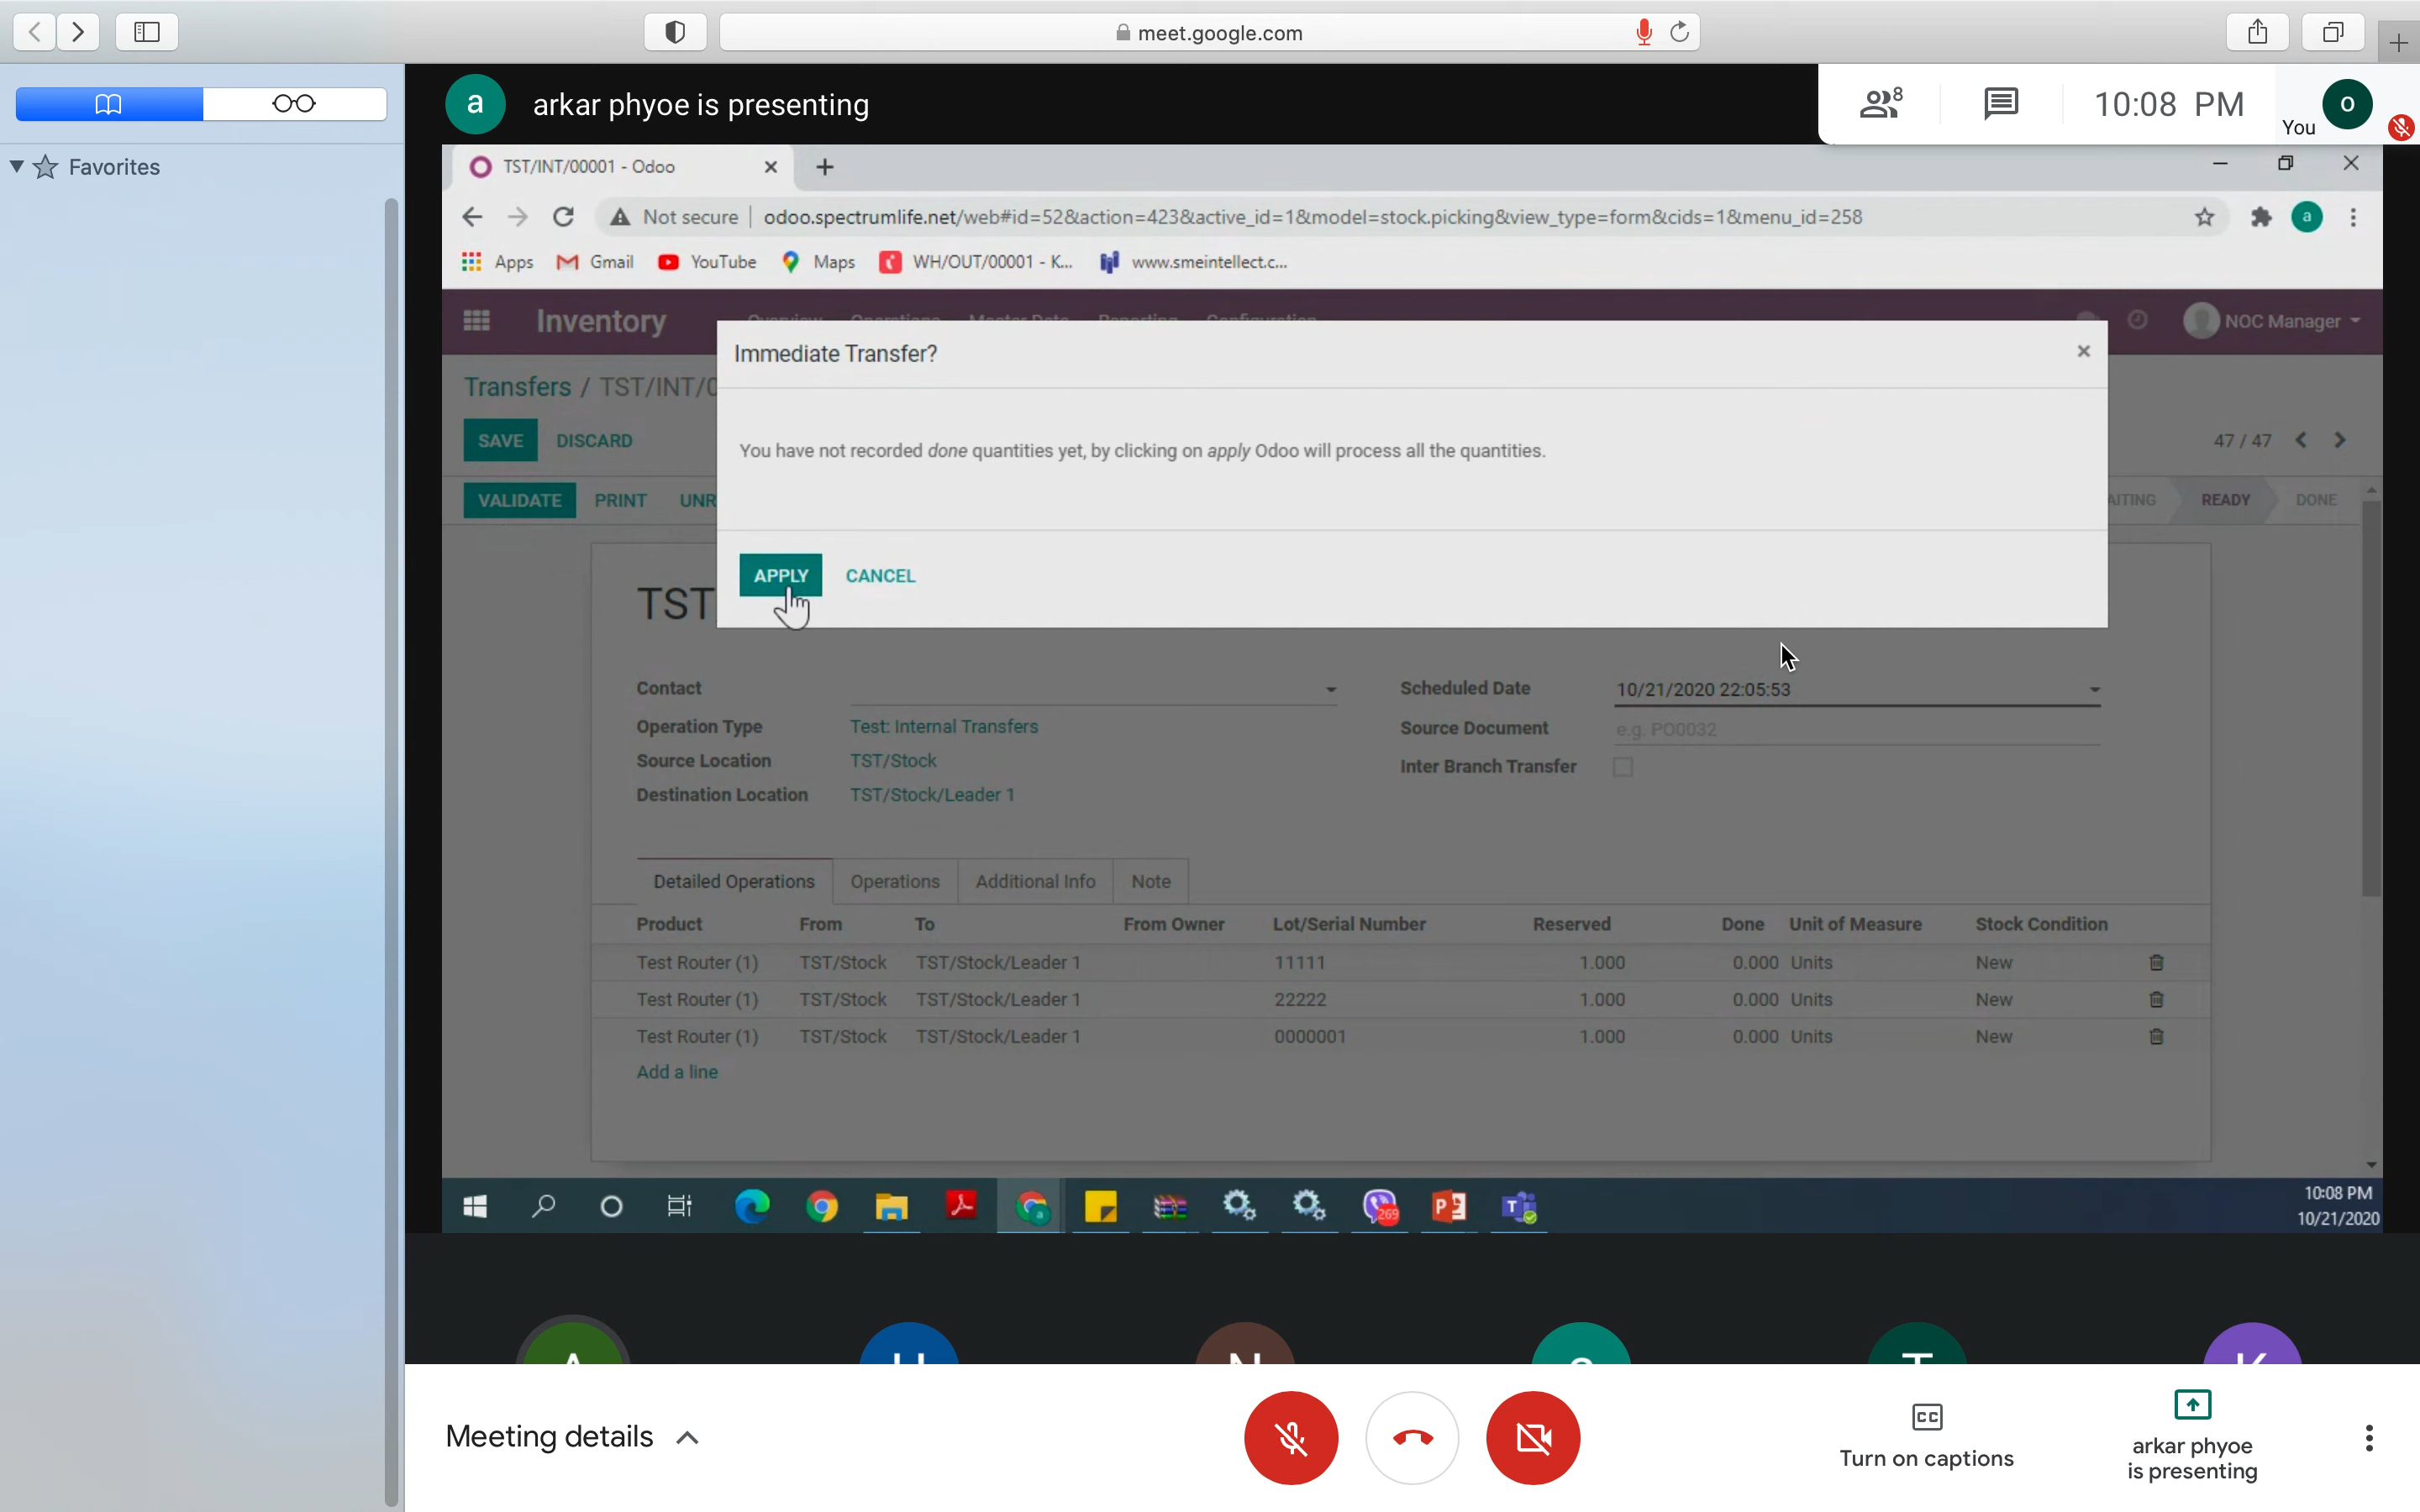 meet.google.com
Favorites
a
arkar phyoe is presenting
8
10:08 PM
You
o
TST/INT/00001 - Odoo
Not secure
odoo.spectrumlife.net/web#id=52&action=423&active_id=1&model=stock.picking&view_type=form&cids=1&menu_id=258
a
Apps
Gmail
YouTube
Maps
WH/OUT/00001 - K...
www.smeintellect.c...
Inventory
Overview Operations Master Data Reporting Configuration
NOC Manager
Transfers / TST/INT/0
Immediate Transfer?
×
SAVE DISCARD
47 / 47
You have not recorded done quantities yet, by clicking on apply Odoo will process all the quantities.
VALIDATE PRINT UNR
AITING READY DONE
APPLY CANCEL
TST
Contact
Scheduled Date 10/21/2020 22:05:53
Operation Type Test: Internal Transfers
Source Document e.g. PO0032
Source Location TST/Stock
Inter Branch Transfer
Destination Location TST/Stock/Leader 1
Detailed Operations Operations Additional Info Note
Product From To From Owner Lot/Serial Number Reserved Done Unit of Measure Stock Condition
Test Router (1) TST/Stock TST/Stock/Leader 1 11111 1.000 0.000 Units New
Test Router (1) TST/Stock TST/Stock/Leader 1 22222 1.000 0.000 Units New
Test Router (1) TST/Stock TST/Stock/Leader 1 0000001 1.000 0.000 Units New
Add a line
269
10:08 PM
10/21/2020
Meeting details
CC
Turn on captions
arkar phyoe
is presenting